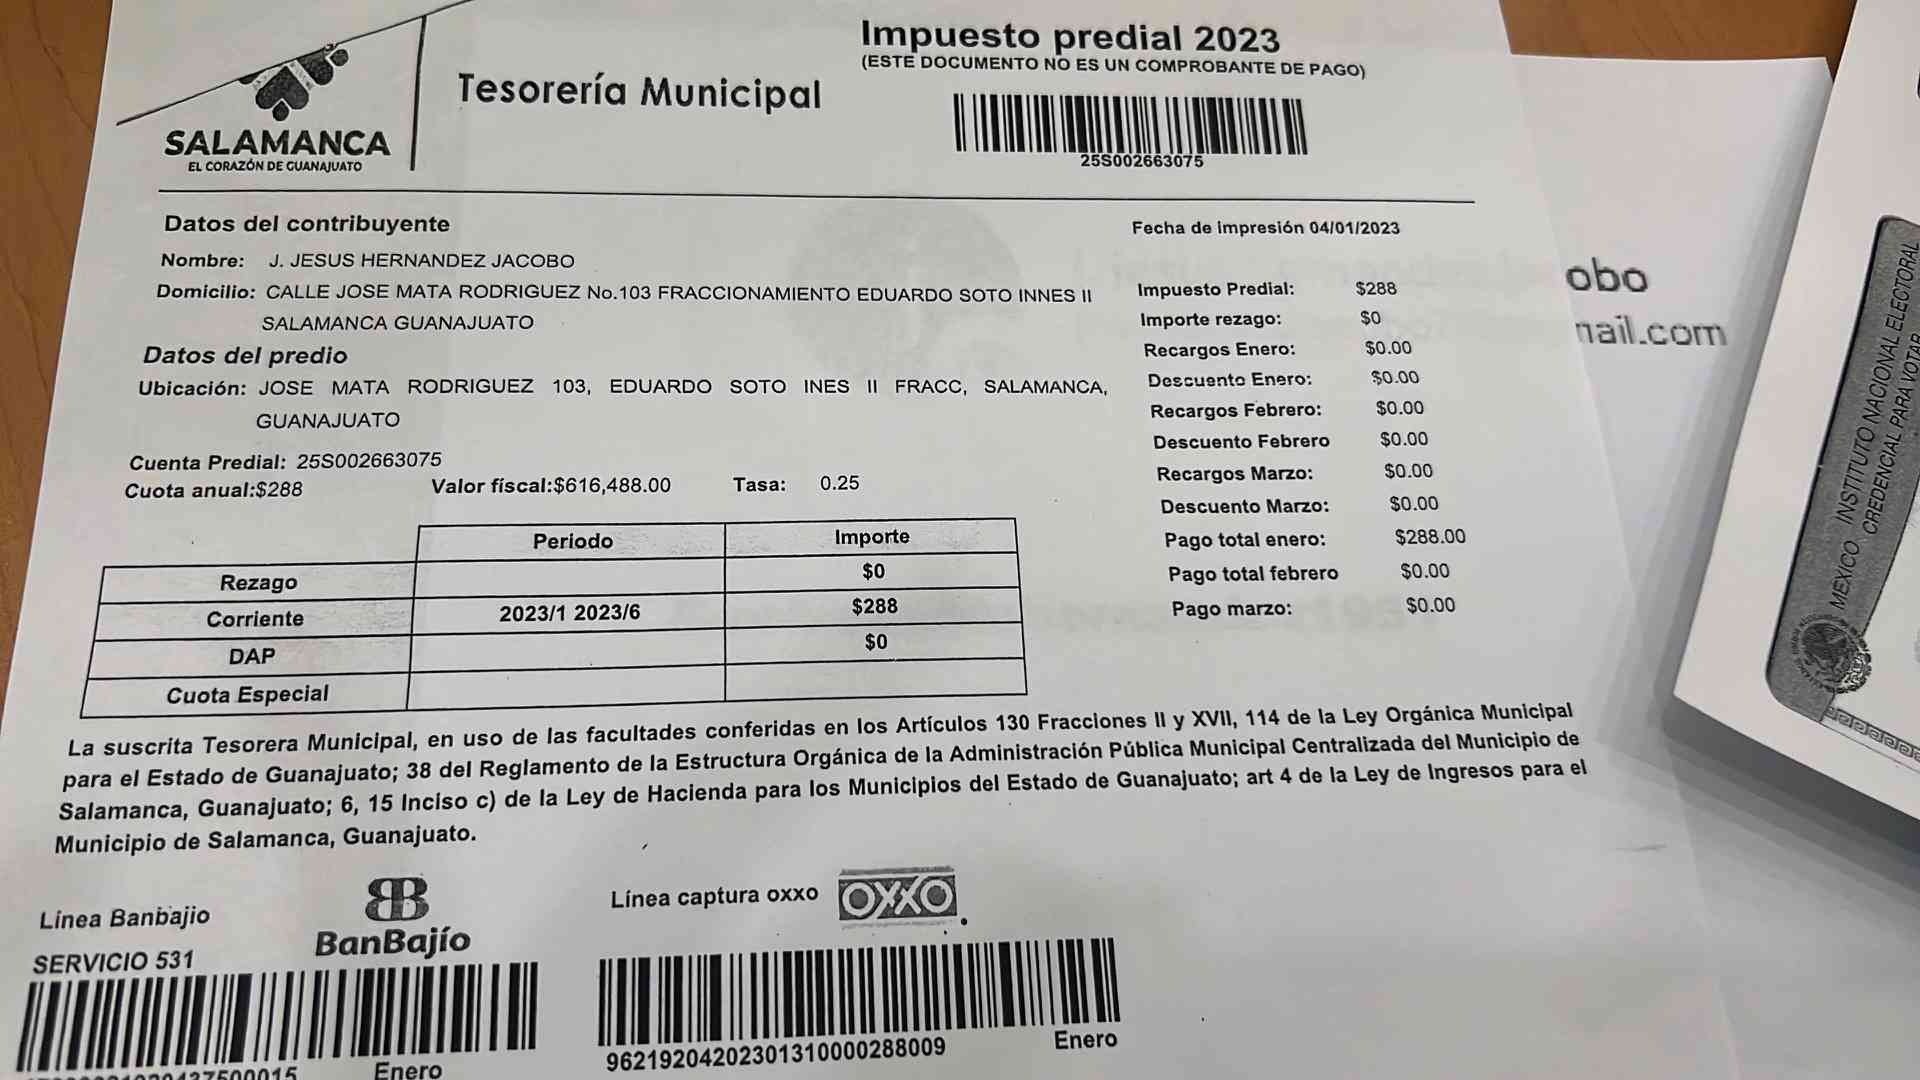 Impuesto predial 2023
(ESTE DOCUMENTO NO ES UN COMPROBANTE DE PAGO)
Tesorería Municipal
SALAMANCA
EL CORAZÓN DE GUANAJUATO
25S002663075
Datos del contribuyente
Nombre: J. JESUS HERNANDEZ JACOBO
Domicilio: CALLE JOSE MATA RODRIGUEZ No.103 FRACCIONAMIENTO EDUARDO SOTO INNES II
SALAMANCA GUANAJUATO
Datos del predio
Ubicación: JOSE MATA RODRIGUEZ 103, EDUARDO SOTO INES II FRACC, SALAMANCA,
GUANAJUATO
Cuenta Predial: 25S002663075
Cuota anual:$288 Valor fiscal:$616,488.00 Tasa: 0.25
Fecha de impresión 04/01/2023
Impuesto Predial: $288
Importe rezago: $0
Recargos Enero: $0.00
Descuento Enero: $0.00
Recargos Febrero: $0.00
Descuento Febrero $0.00
Recargos Marzo: $0.00
Descuento Marzo: $0.00
Pago total enero: $288.00
Pago total febrero $0.00
Pago marzo: $0.00
Periodo Importe
Rezago $0
Corriente 2023/1 2023/6 $288
DAP $0
Cuota Especial
La suscrita Tesorera Municipal, en uso de las facultades conferidas en los Artículos 130 Fracciones II y XVII, 114 de la Ley Orgánica Municipal
para el Estado de Guanajuato; 38 del Reglamento de la Estructura Orgánica de la Administración Pública Municipal Centralizada del Municipio de
Salamanca, Guanajuato; 6, 15 Inciso c) de la Ley de Hacienda para los Municipios del Estado de Guanajuato; art 4 de la Ley de Ingresos para el
Municipio de Salamanca, Guanajuato.
Línea Banbajio
BanBajío
SERVICIO 531
Enero
Línea captura oxxo
OXXO
96219204202301310000288009
Enero
obo
nail.com
MEXICO INSTITUTO NACIONAL ELECTORAL
CREDENCIAL PARA VOTAR